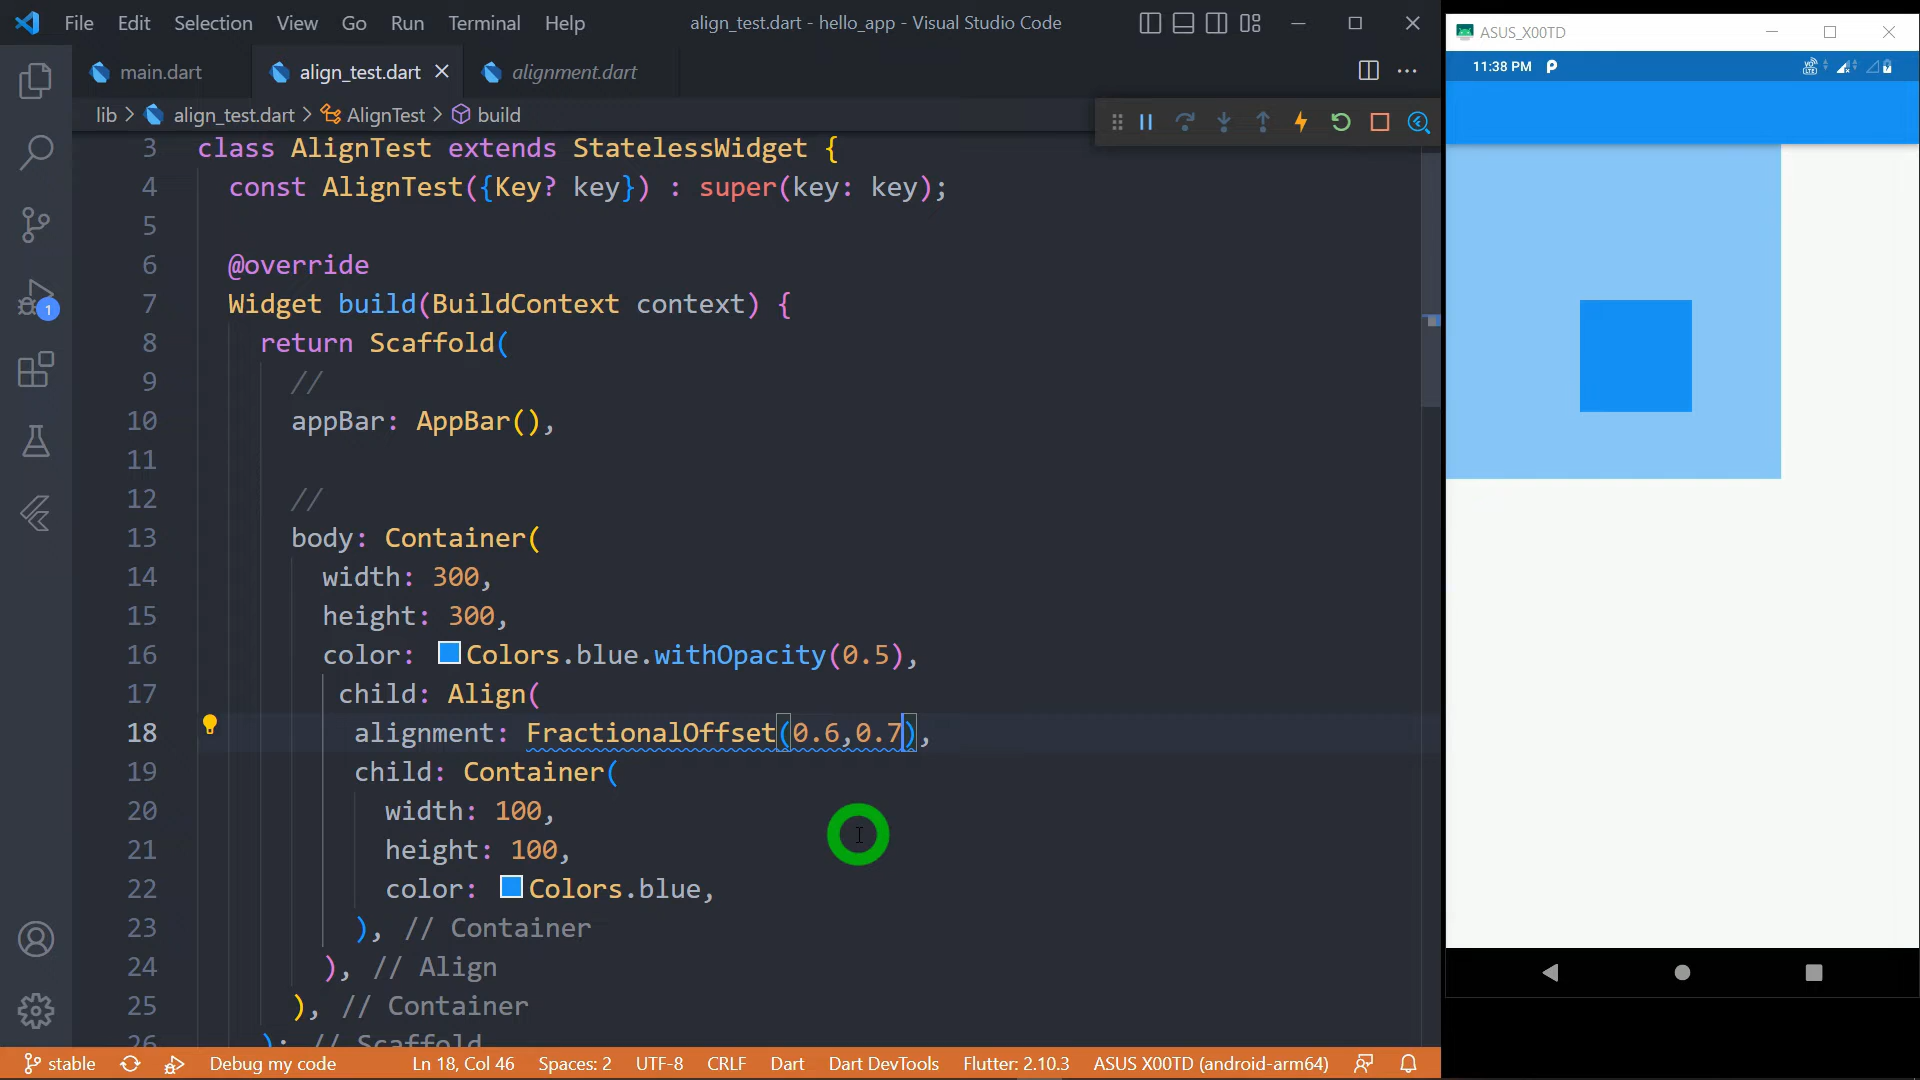 File Edit Selection View Go Run Terminal Help align_test.dart - hello_app - Visual Studio Code
ASUS_X00TD
main.dart align_test.dart alignment.dart
11:38 PM
lib > align_test.dart > AlignTest > build
3 class AlignTest extends StatelessWidget {
4 const AlignTest({Key? key}) : super(key: key);
5
6 @override
7 Widget build(BuildContext context) {
8 return Scaffold(
9 //
10 appBar: AppBar(),
11
12 //
13 body: Container(
14 width: 300,
15 height: 300,
16 color: Colors.blue.withOpacity(0.5),
17 child: Align(
18 alignment: FractionalOffset(0.6,0.7),
19 child: Container(
20 width: 100,
21 height: 100,
22 color: Colors.blue,
23 ), // Container
24 ), // Align
25 ), // Container
26 ); // Scaffold
1
stable Debug my code Ln 18, Col 46 Spaces: 2 UTF-8 CRLF Dart Dart DevTools Flutter: 2.10.3 ASUS X00TD (android-arm64)